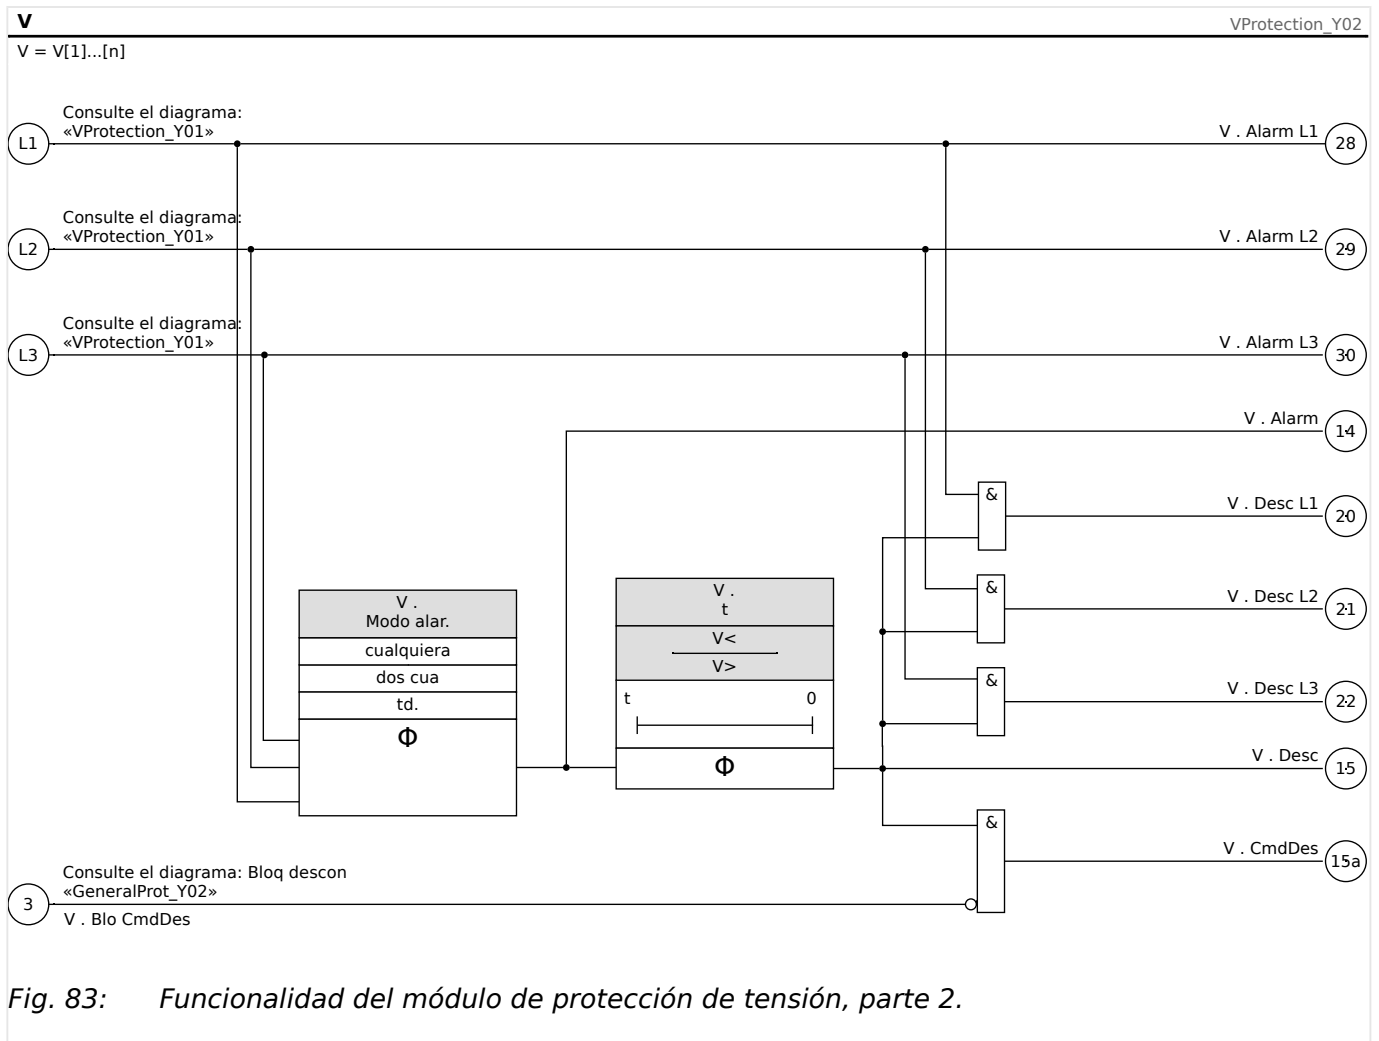 V
VProtection_Y02
V = V[1]...[n]
Consulte el diagrama:
«VProtection_Y01»
L1
V . Alarm L1
28
Consulte el diagrama:
«VProtection_Y01»
L2
V . Alarm L2
29
Consulte el diagrama:
«VProtection_Y01»
L3
V . Alarm L3
30
V . Alarm
14
&
V . Desc L1
20
&
V . Desc L2
21
&
V . Desc L3
22
V .
Modo alar.
cualquiera
dos cua
td.
Φ
V .
t
V<
V>
t 0
Φ
V . Desc
15
&
V . CmdDes
15a
Consulte el diagrama: Bloq descon
«GeneralProt_Y02»
3
V . Blo CmdDes
Fig. 83: Funcionalidad del módulo de protección de tensión, parte 2.